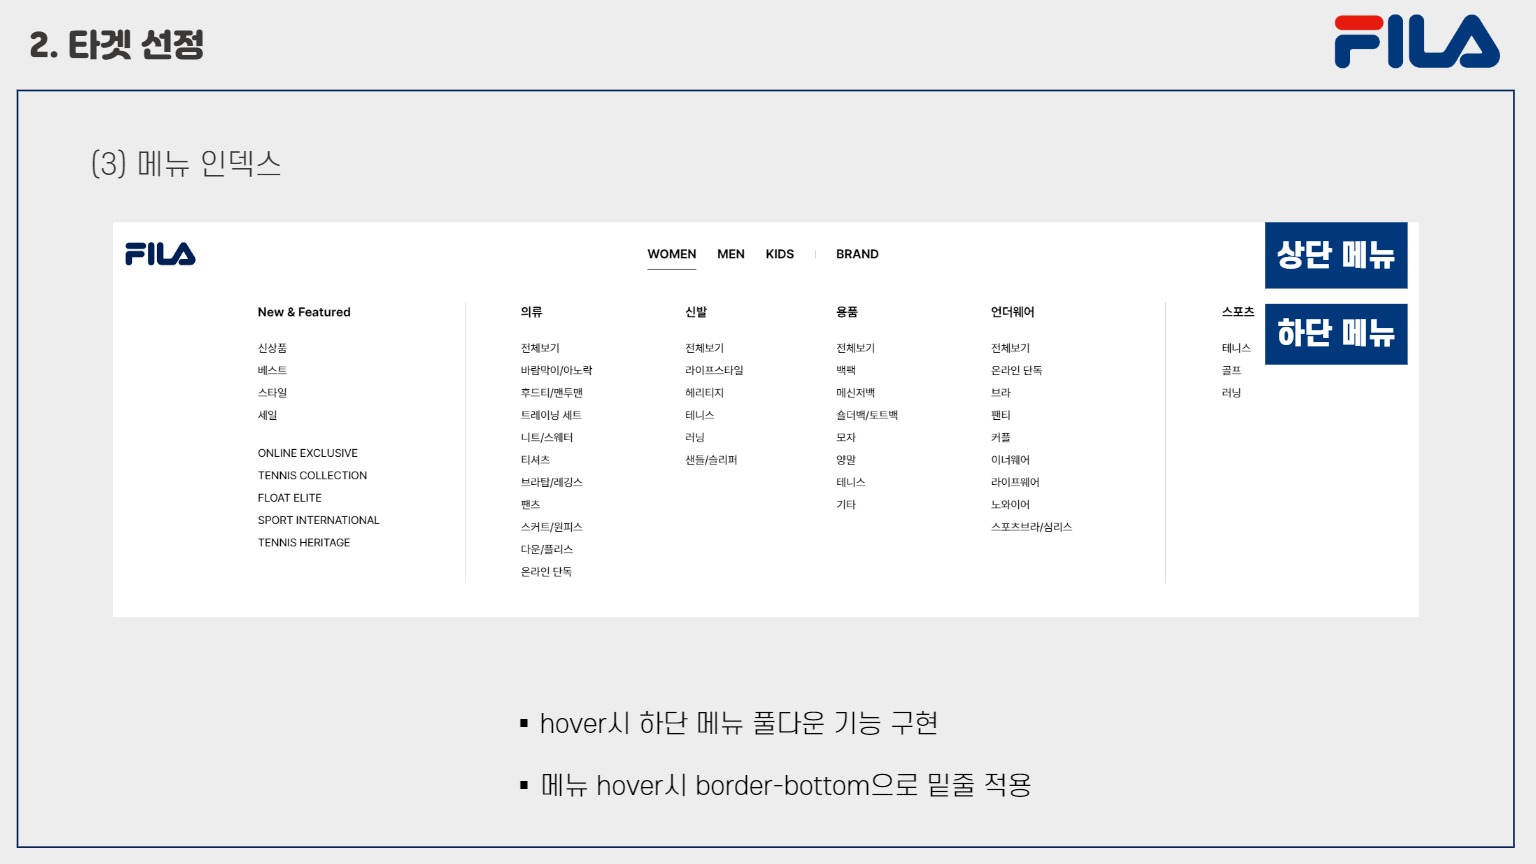 2. 타겟 선정
FILA
(3) 메뉴 인덱스
FILA
WOMEN MEN KIDS BRAND
상단 메뉴
하단 메뉴
New & Featured
신상품
베스트
스타일
세일
ONLINE EXCLUSIVE
TENNIS COLLECTION
FLOAT ELITE
SPORT INTERNATIONAL
TENNIS HERITAGE
의류
전체보기
바람막이/아노락
후드티/맨투맨
트레이닝 세트
니트/스웨터
티셔츠
브라탑/레깅스
팬츠
스커트/원피스
다운/플리스
온라인 단독
신발
전체보기
라이프스타일
헤리티지
테니스
러닝
샌들/슬리퍼
용품
전체보기
백팩
메신저백
숄더백/토트백
모자
양말
테니스
기타
언더웨어
전체보기
온라인 단독
브라
팬티
커플
이너웨어
라이프웨어
노와이어
스포츠브라/심리스
스포츠
테니스
골프
러닝
▪ hover시 하단 메뉴 풀다운 기능 구현
▪ 메뉴 hover시 border-bottom으로 밑줄 적용